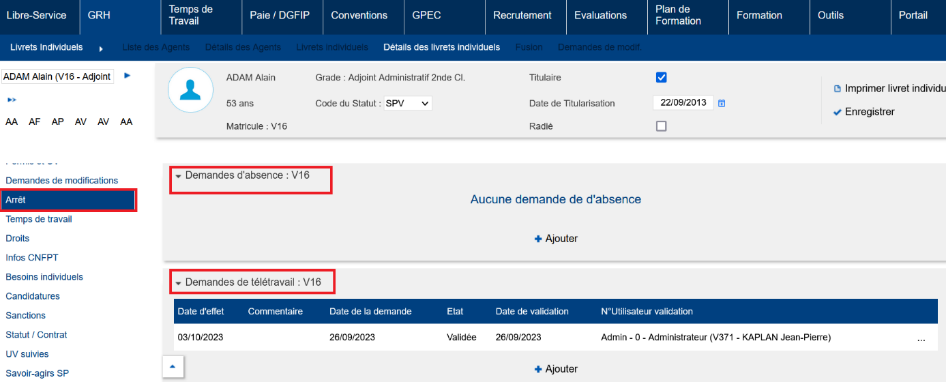 Libre-Service GRH Temps de Travail Paie / DGFIP Conventions GPEC Recrutement Evaluations Plan de Formation Formation Outils Portail
Livrets Individuels Liste des Agents Détails des Agents Livrets individuels Détails des livrets individuels Fusion Demandes de modif.
ADAM Alain (V16 - Adjoint
AA AF AP AV AV AA
ADAM Alain Grade : Adjoint Administratif 2nde Cl. Titulaire
53 ans Code du Statut : SPV Date de Titularisation 22/09/2013
Matricule : V16 Radié
Imprimer livret individu
Enregistrer
Demandes de modifications
Arrêt
Temps de travail
Droits
Infos CNFPT
Besoins individuels
Candidatures
Sanctions
Statut / Contrat
UV suivies
Savoir-agirs SP
Demandes d'absence : V16
Aucune demande de d'absence
+ Ajouter
Demandes de télétravail : V16
Date d'effet Commentaire Date de la demande Etat Date de validation N°Utilisateur validation
03/10/2023 26/09/2023 Validée 26/09/2023 Admin - 0 - Administrateur (V371 - KAPLAN Jean-Pierre) ...
+ Ajouter